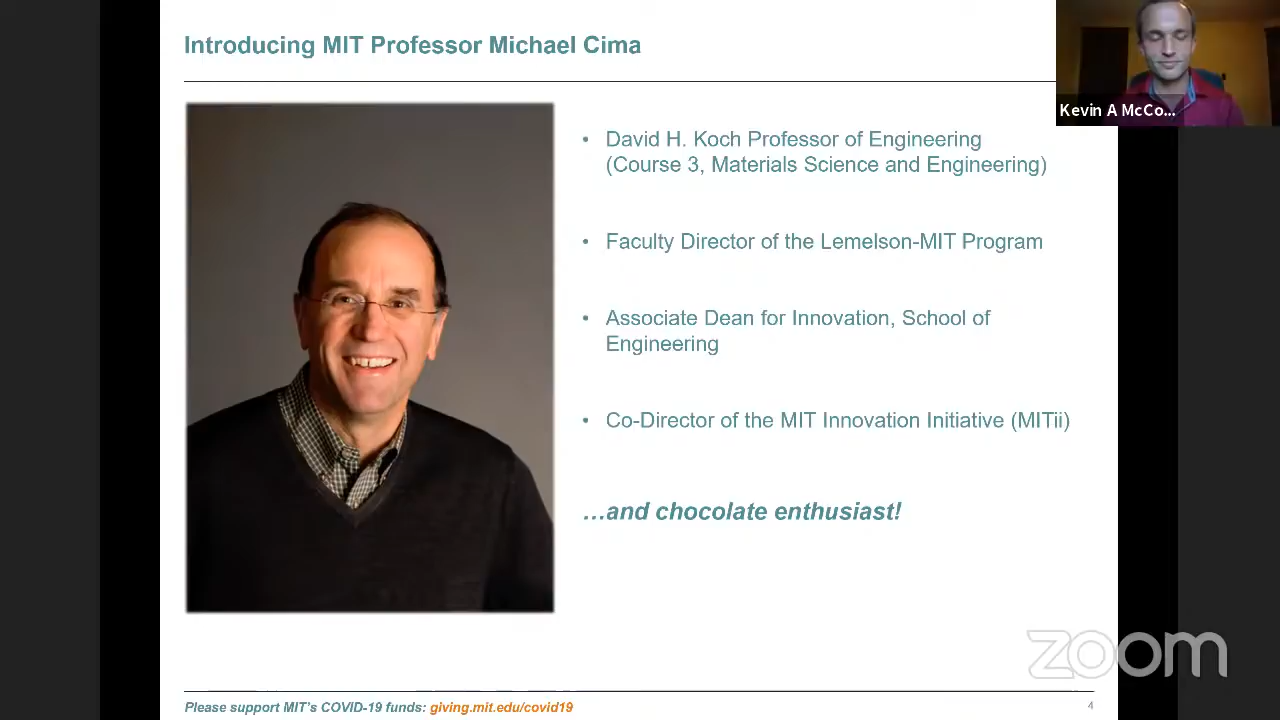 Introducing MIT Professor Michael Cima
Kevin A McCo...
• David H. Koch Professor of Engineering
(Course 3, Materials Science and Engineering)
• Faculty Director of the Lemelson-MIT Program
• Associate Dean for Innovation, School of
Engineering
• Co-Director of the MIT Innovation Initiative (MITii)
…and chocolate enthusiast!
zoom
Please support MIT's COVID-19 funds: giving.mit.edu/covid19
4